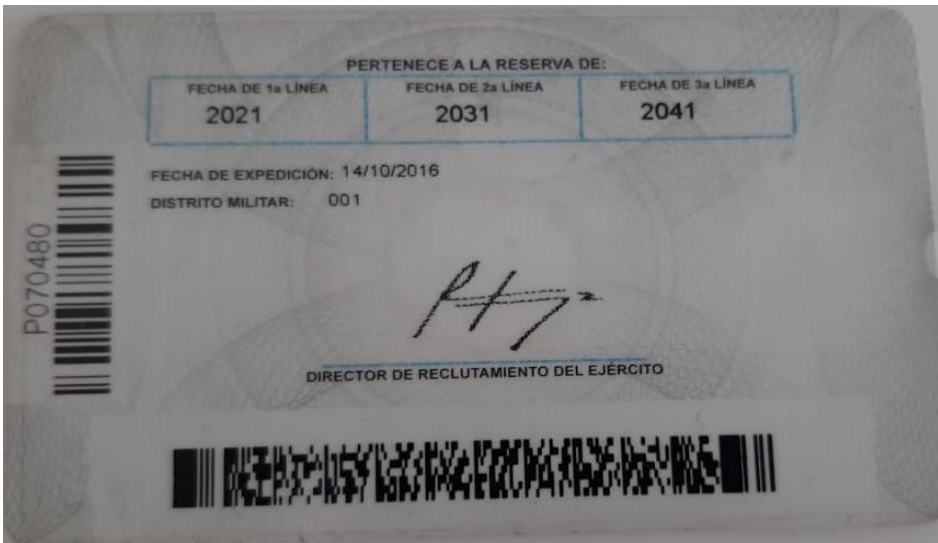 PERTENECE A LA RESERVA DE:
FECHA DE 1a LÍNEA FECHA DE 2a LÍNEA FECHA DE 3a LÍNEA
2021 2031 2041
FECHA DE EXPEDICIÓN: 14/10/2016
DISTRITO MILITAR: 001
P070480
DIRECTOR DE RECLUTAMIENTO DEL EJÉRCITO